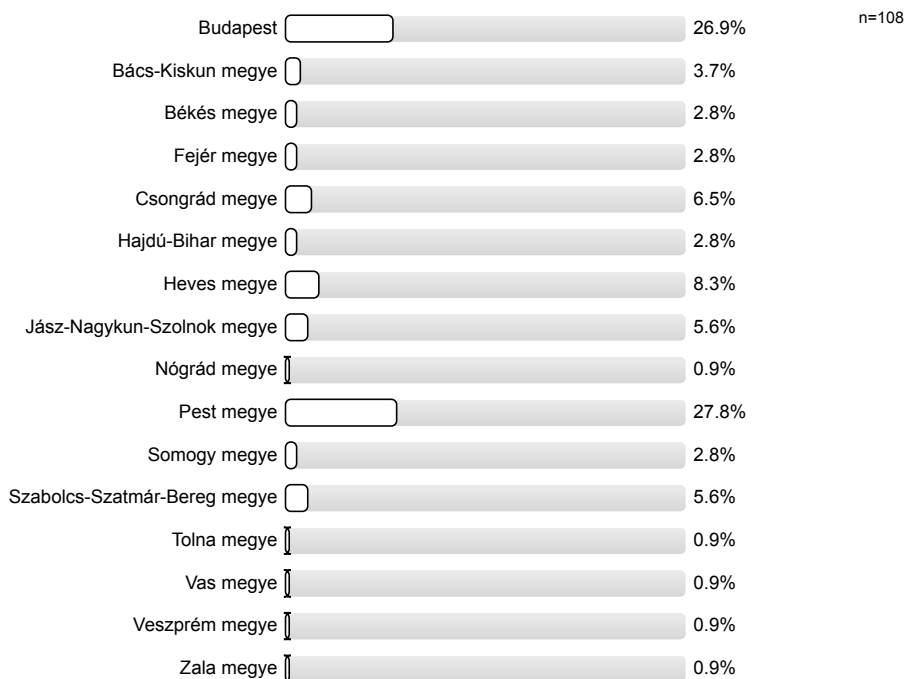 n=108
Budapest 26.9%
Bács-Kiskun megye 3.7%
Békés megye 2.8%
Fejér megye 2.8%
Csongrád megye 6.5%
Hajdú-Bihar megye 2.8%
Heves megye 8.3%
Jász-Nagykun-Szolnok megye 5.6%
Nógrád megye 0.9%
Pest megye 27.8%
Somogy megye 2.8%
Szabolcs-Szatmár-Bereg megye 5.6%
Tolna megye 0.9%
Vas megye 0.9%
Veszprém megye 0.9%
Zala megye 0.9%